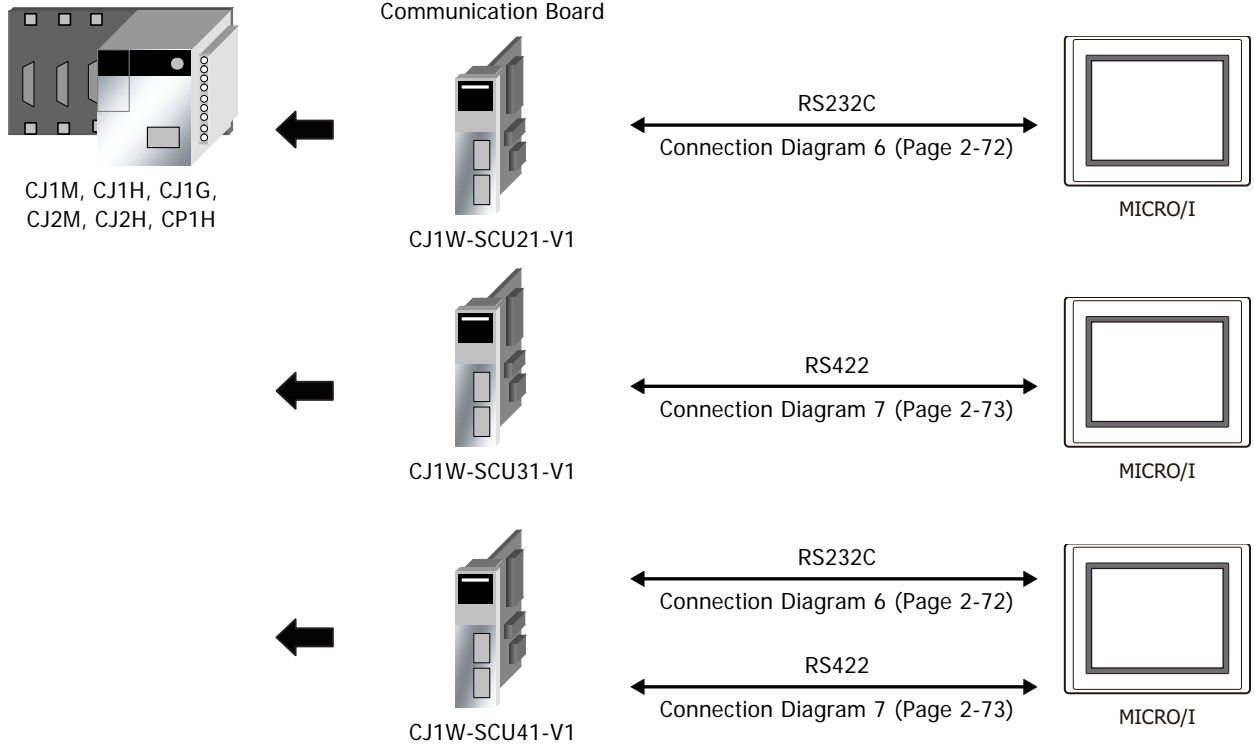 Communication Board
CJ1M, CJ1H, CJ1G,
CJ2M, CJ2H, CP1H
CJ1W-SCU21-V1
RS232C
Connection Diagram 6 (Page 2-72)
MICRO/I
CJ1W-SCU31-V1
RS422
Connection Diagram 7 (Page 2-73)
MICRO/I
CJ1W-SCU41-V1
RS232C
Connection Diagram 6 (Page 2-72)
RS422
Connection Diagram 7 (Page 2-73)
MICRO/I